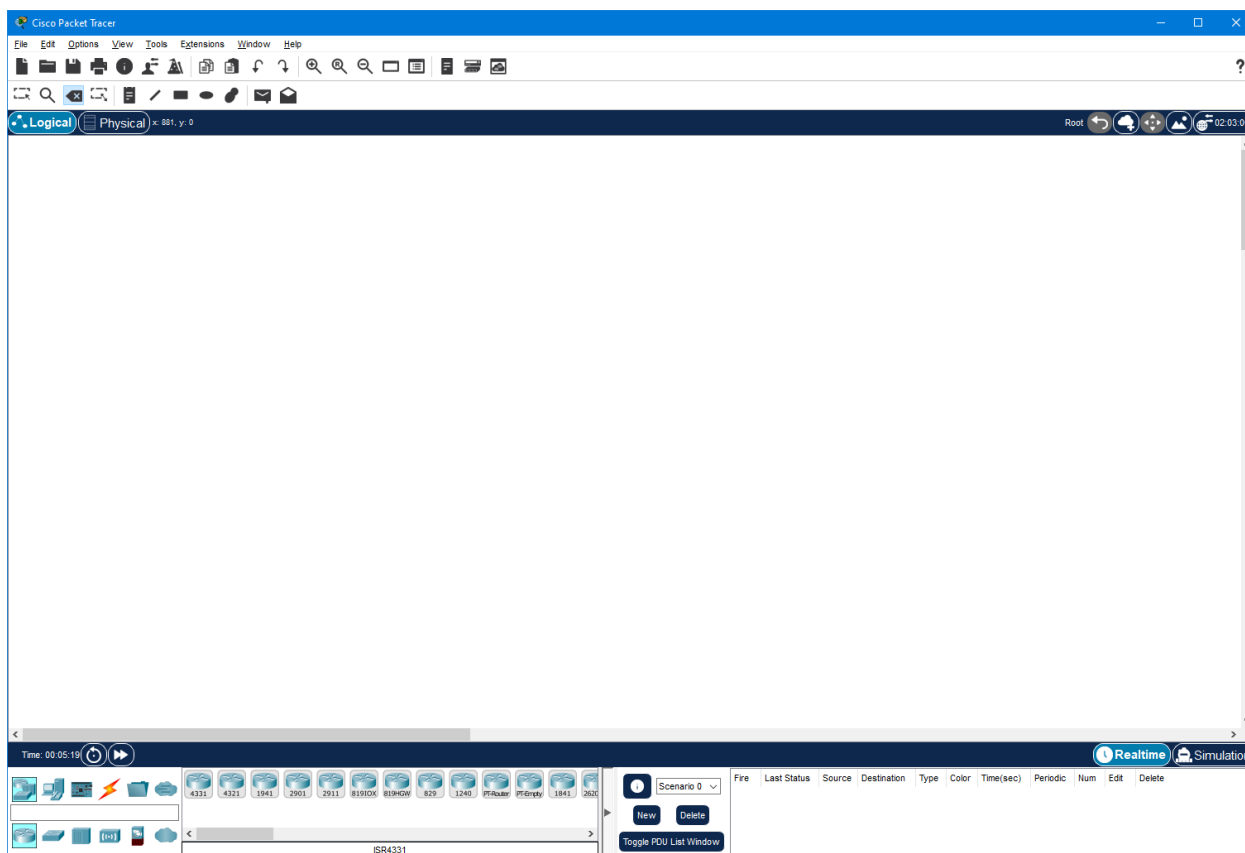 Cisco Packet Tracer
File Edit Options View Tools Extensions Window Help
?
Logical Physical x: 881, y: 0 Root 02:03:0
Time: 00:05:19 Realtime Simulation
Fire Last Status Source Destination Type Color Time(sec) Periodic Num Edit Delete
4331 4321 1941 2901 2911 819IOX 819HGW 829 1240 PT-Router PT-Empty 1841 262
Scenario 0
New Delete
Toggle PDU List Window
ISR4331